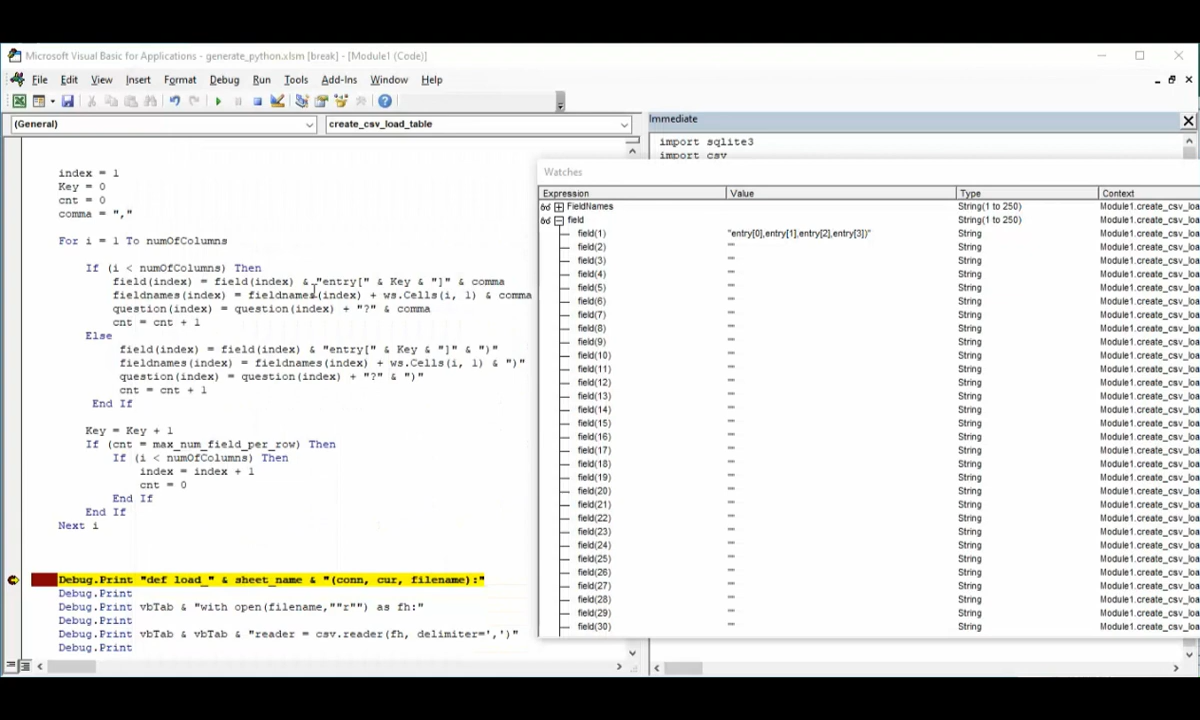 Microsoft Visual Basic for Applications - generate_python.xlsm [break] - [Module1 (Code)]
File Edit View Insert Format Debug Run Tools Add-Ins Window Help
(General) create_csv_load_table
index = 1
Key = 0
cnt = 0
comma = ","
For i = 1 To numOfColumns
If (i < numOfColumns) Then
field(index) = field(index) & "entry[" & Key & "]" & comma
fieldnames(index) = fieldnames(index) + ws.Cells(i, 1) & comma
question(index) = question(index) + "?" & comma
cnt = cnt + 1
Else
field(index) = field(index) & "entry[" & Key & "]" & ")"
fieldnames(index) = fieldnames(index) + ws.Cells(i, 1) & ")"
question(index) = question(index) + "?" & ")"
cnt = cnt + 1
End If
Key = Key + 1
If (cnt = max_num_field_per_row) Then
If (i < numOfColumns) Then
index = index + 1
cnt = 0
End If
End If
Next i
Debug.Print "def load_" & sheet_name & "(conn, cur, filename):"
Debug.Print
Debug.Print vbTab & "with open(filename,""r"") as fh:"
Debug.Print
Debug.Print vbTab & vbTab & "reader = csv.reader(fh, delimiter=',')"
Debug.Print
Immediate
import sqlite3
import csv
Watches
Expression Value Type Context
FieldNames String(1 to 250) Module1.create_csv_loa
field String(1 to 250) Module1.create_csv_loa
field(1) "entry[0],entry[1],entry[2],entry[3])" String Module1.create_csv_loa
field(2) "" String Module1.create_csv_loa
field(3) "" String Module1.create_csv_loa
field(4) "" String Module1.create_csv_loa
field(5) "" String Module1.create_csv_loa
field(6) "" String Module1.create_csv_loa
field(7) "" String Module1.create_csv_loa
field(8) "" String Module1.create_csv_loa
field(9) "" String Module1.create_csv_loa
field(10) "" String Module1.create_csv_loa
field(11) "" String Module1.create_csv_loa
field(12) "" String Module1.create_csv_loa
field(13) "" String Module1.create_csv_loa
field(14) "" String Module1.create_csv_loa
field(15) "" String Module1.create_csv_loa
field(16) "" String Module1.create_csv_loa
field(17) "" String Module1.create_csv_loa
field(18) "" String Module1.create_csv_loa
field(19) "" String Module1.create_csv_loa
field(20) "" String Module1.create_csv_loa
field(21) "" String Module1.create_csv_loa
field(22) "" String Module1.create_csv_loa
field(23) "" String Module1.create_csv_loa
field(24) "" String Module1.create_csv_loa
field(25) "" String Module1.create_csv_loa
field(26) "" String Module1.create_csv_loa
field(27) "" String Module1.create_csv_loa
field(28) "" String Module1.create_csv_loa
field(29) "" String Module1.create_csv_loa
field(30) "" String Module1.create_csv_loa